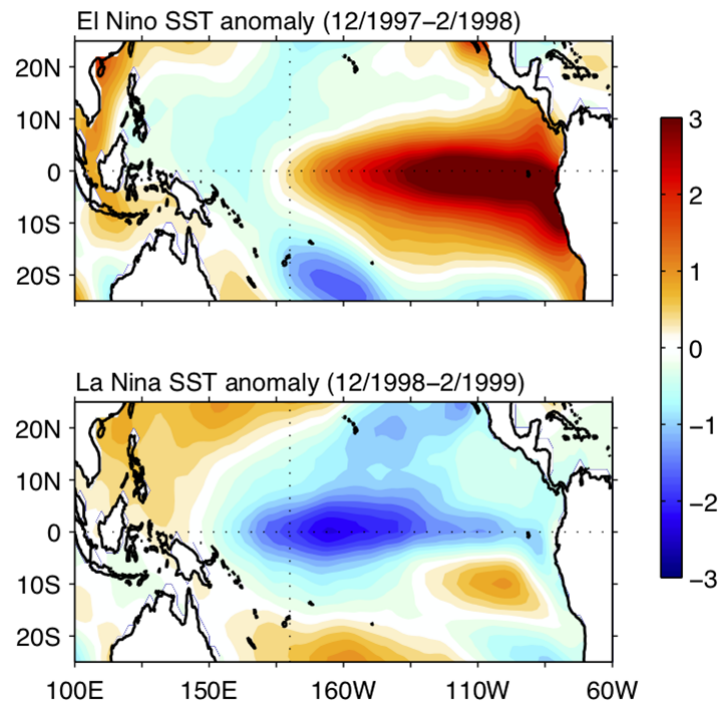 El Nino SST anomaly (12/1997−2/1998)
20N
10N
0
10S
20S
3
2
1
0
−1
−2
−3
La Nina SST anomaly (12/1998−2/1999)
20N
10N
0
10S
20S
100E 150E 160W 110W 60W